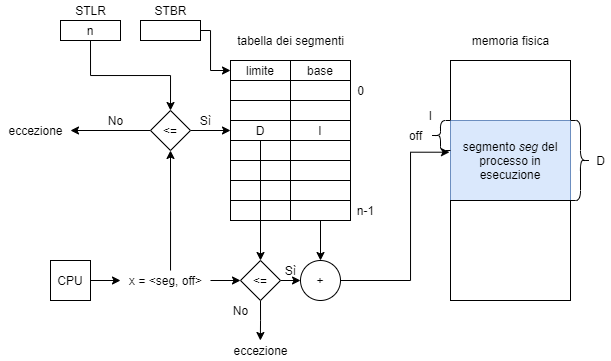 STLR
STBR
n
tabella dei segmenti
memoria fisica
limite
base
0
eccezione
No
<=
Sì
D
I
n-1
I
off
segmento seg del
processo in
esecuzione
D
CPU
x = <seg, off>
<=
Sì
+
No
eccezione